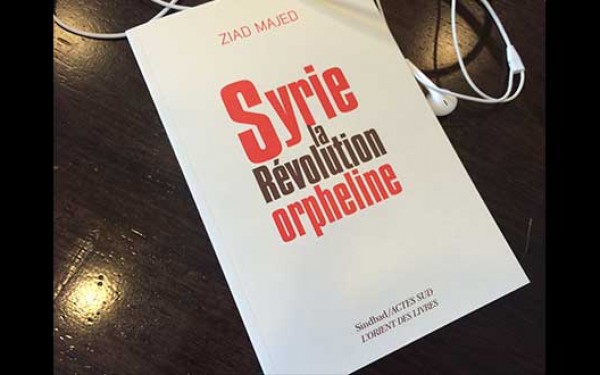 ZIAD MAJED
Syrie
la
Révolution
orpheline
Sindbad/ACTES SUD
L'ORIENT DES LIVRES